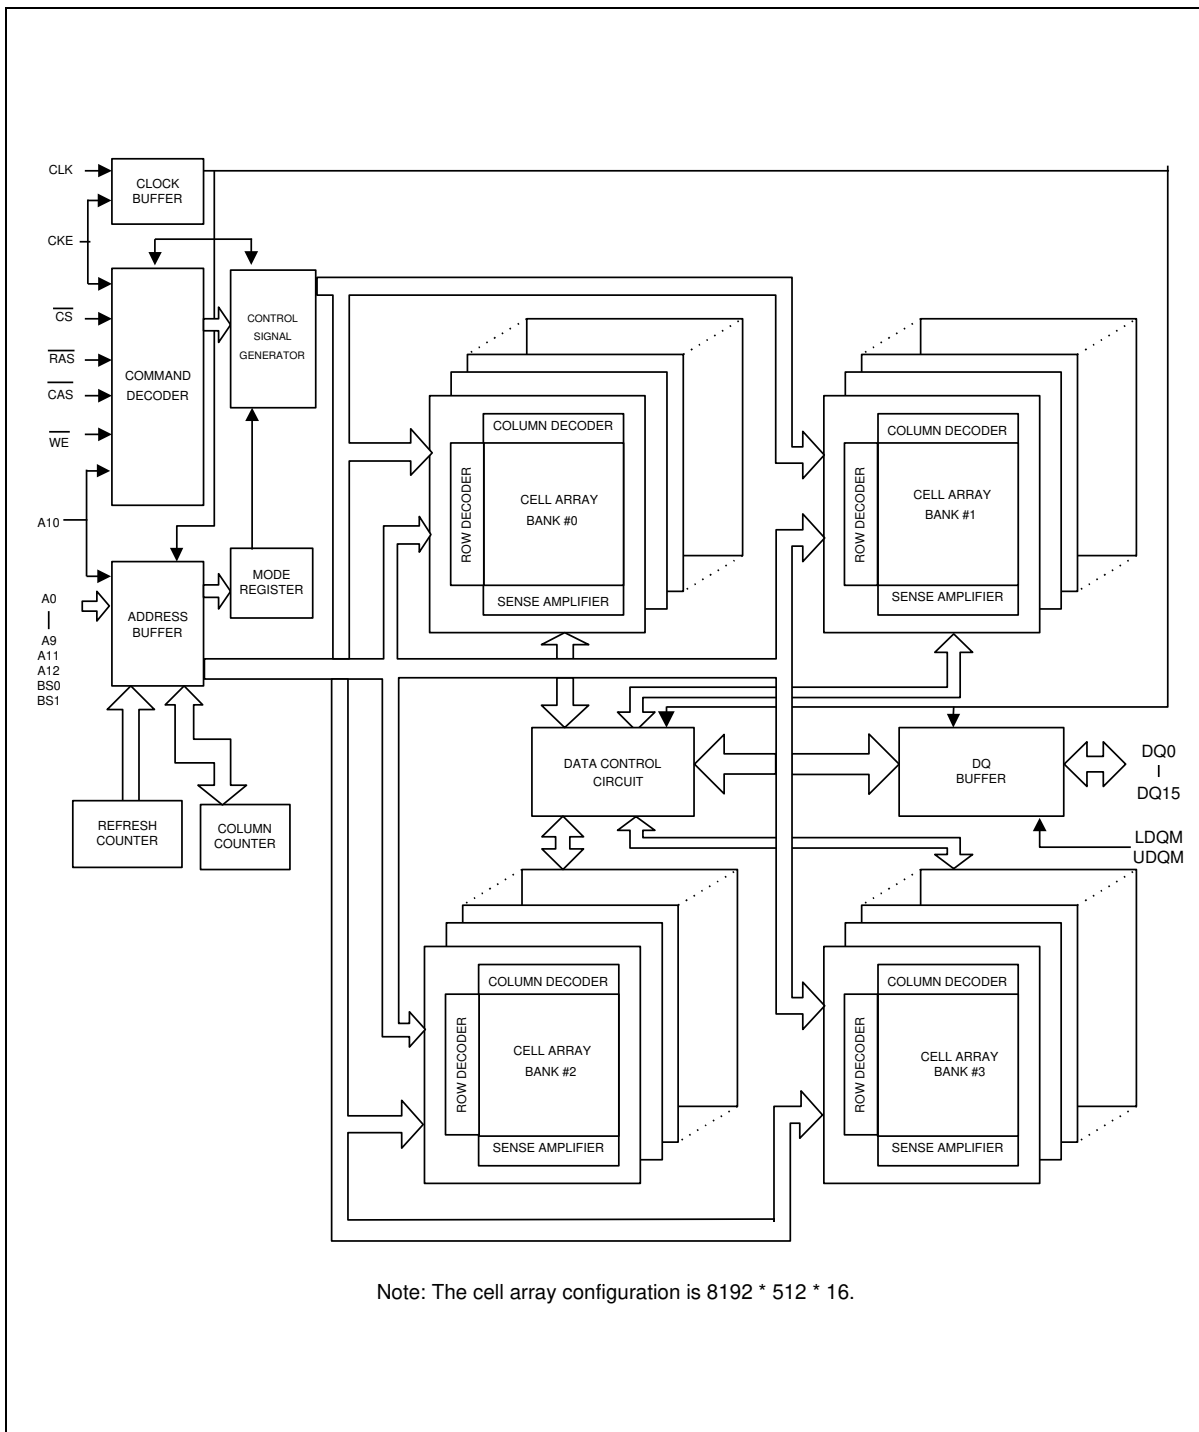 CLK
CLOCK
BUFFER
CKE
CS
RAS
CAS
WE
COMMAND
DECODER
CONTROL
SIGNAL
GENERATOR
A10
A0
A9
A11
A12
BS0
BS1
ADDRESS
BUFFER
MODE
REGISTER
REFRESH
COUNTER
COLUMN
COUNTER
COLUMN DECODER
ROW DECODER
CELL ARRAY
BANK #0
SENSE AMPLIFIER
COLUMN DECODER
ROW DECODER
CELL ARRAY
BANK #1
SENSE AMPLIFIER
DATA CONTROL
CIRCUIT
DQ
BUFFER
DQ0
DQ15
LDQM
UDQM
COLUMN DECODER
ROW DECODER
CELL ARRAY
BANK #2
SENSE AMPLIFIER
COLUMN DECODER
ROW DECODER
CELL ARRAY
BANK #3
SENSE AMPLIFIER
Note: The cell array configuration is 8192 * 512 * 16.